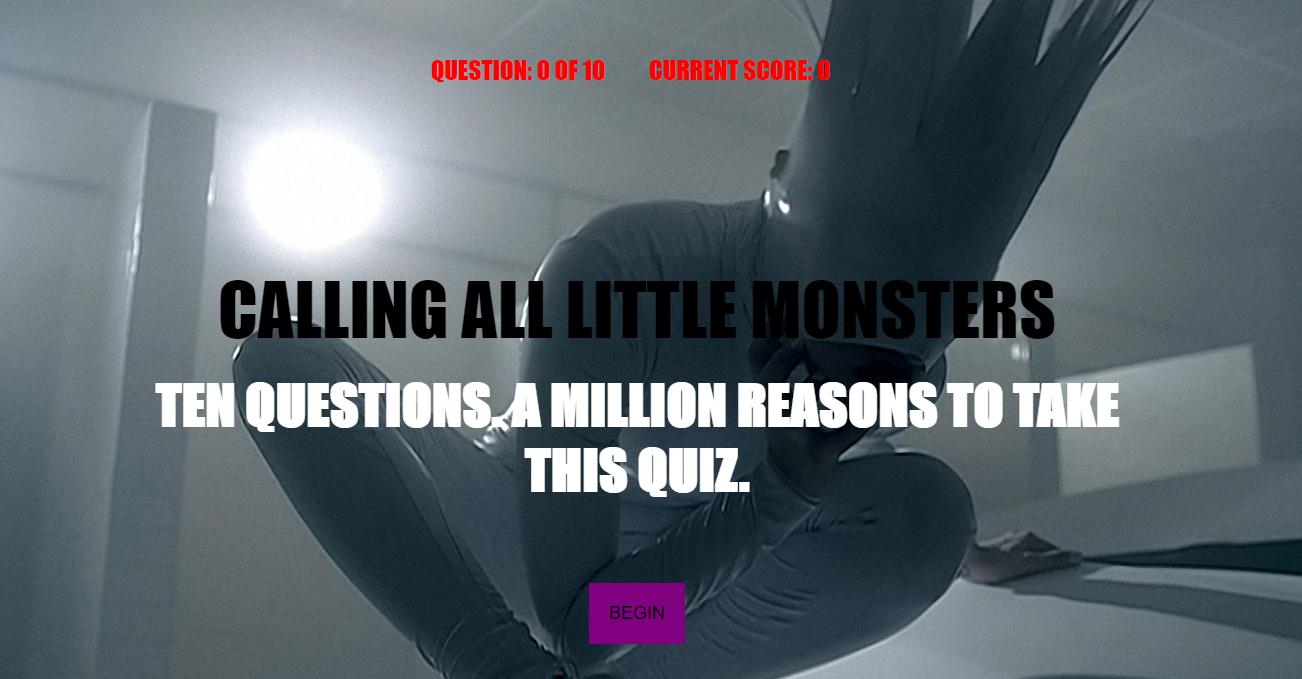 QUESTION: 0 OF 10 CURRENT SCORE: 0
CALLING ALL LITTLE MONSTERS
TEN QUESTIONS. A MILLION REASONS TO TAKE
THIS QUIZ.
BEGIN